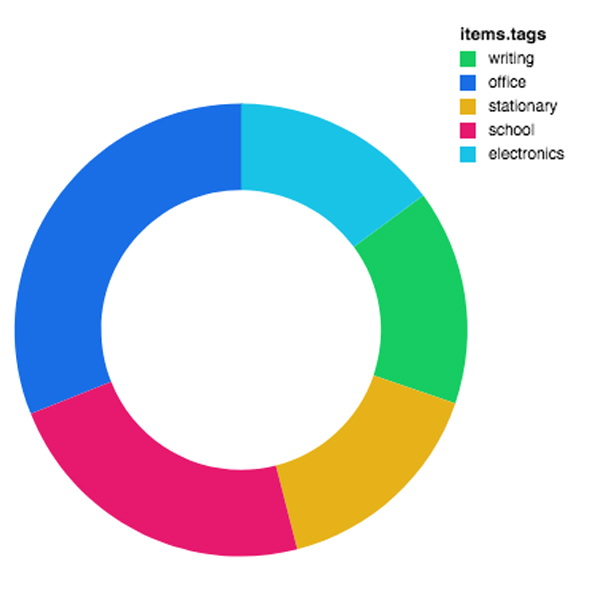 items.tags
writing
office
stationary
school
electronics